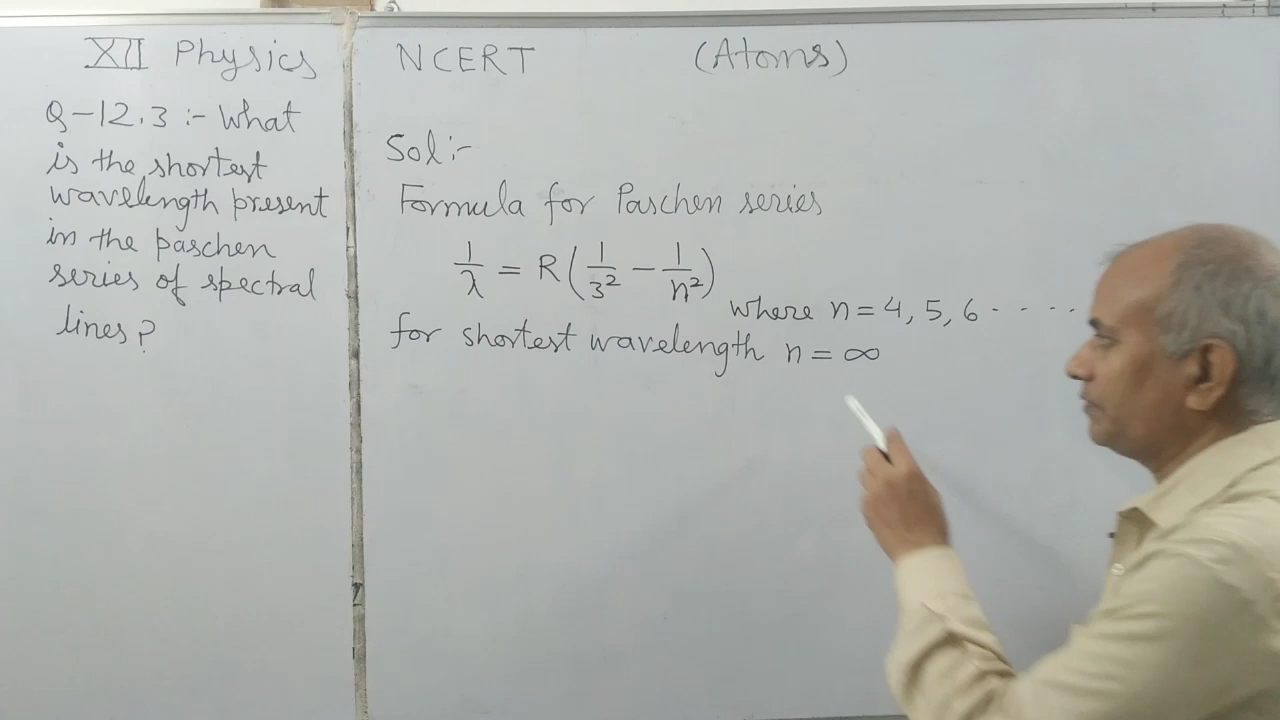 XII Physics
Q-12.3 :- What
is the shortest
wavelength present
in the paschen
series of spectral
lines?
NCERT (Atoms)
Sol:-
Formula for Paschen series
1/λ = R(1/3² - 1/n²)
where n = 4, 5, 6 - - - -
for shortest wavelength n = ∞